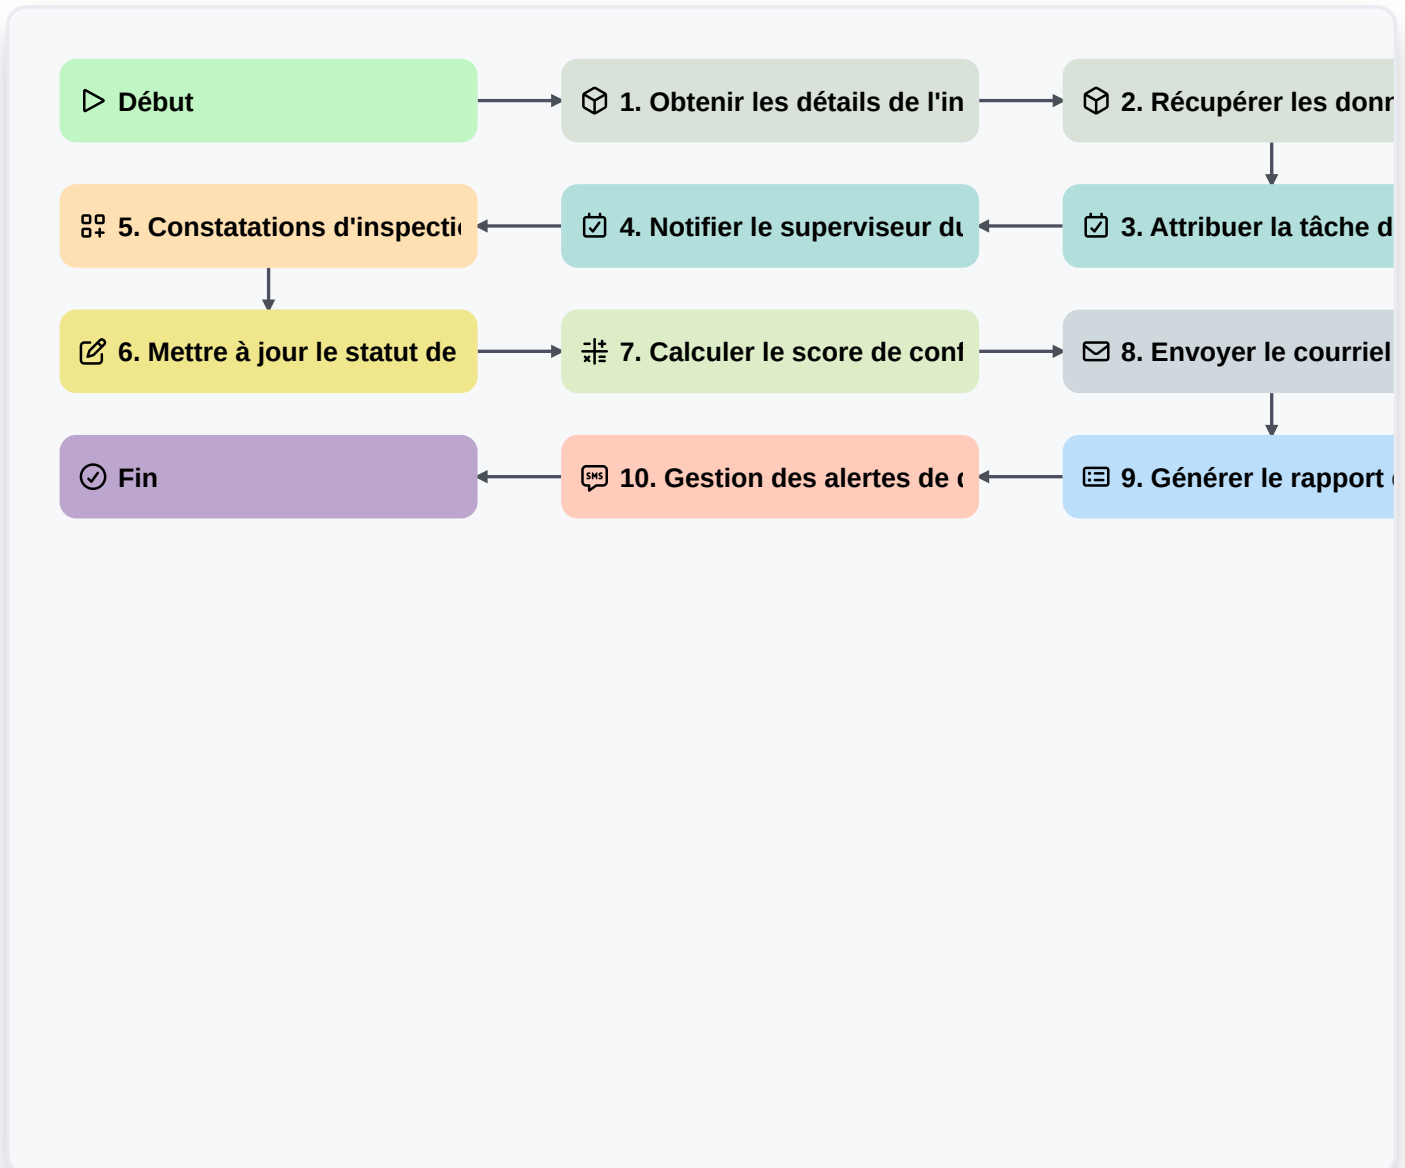 Début
1. Obtenir les détails de l'in
2. Récupérer les donn
5. Constatations d'inspecti
4. Notifier le superviseur du
3. Attribuer la tâche d
6. Mettre à jour le statut de
7. Calculer le score de conf
8. Envoyer le courriel
Fin
SMS
10. Gestion des alertes de
9. Générer le rapport